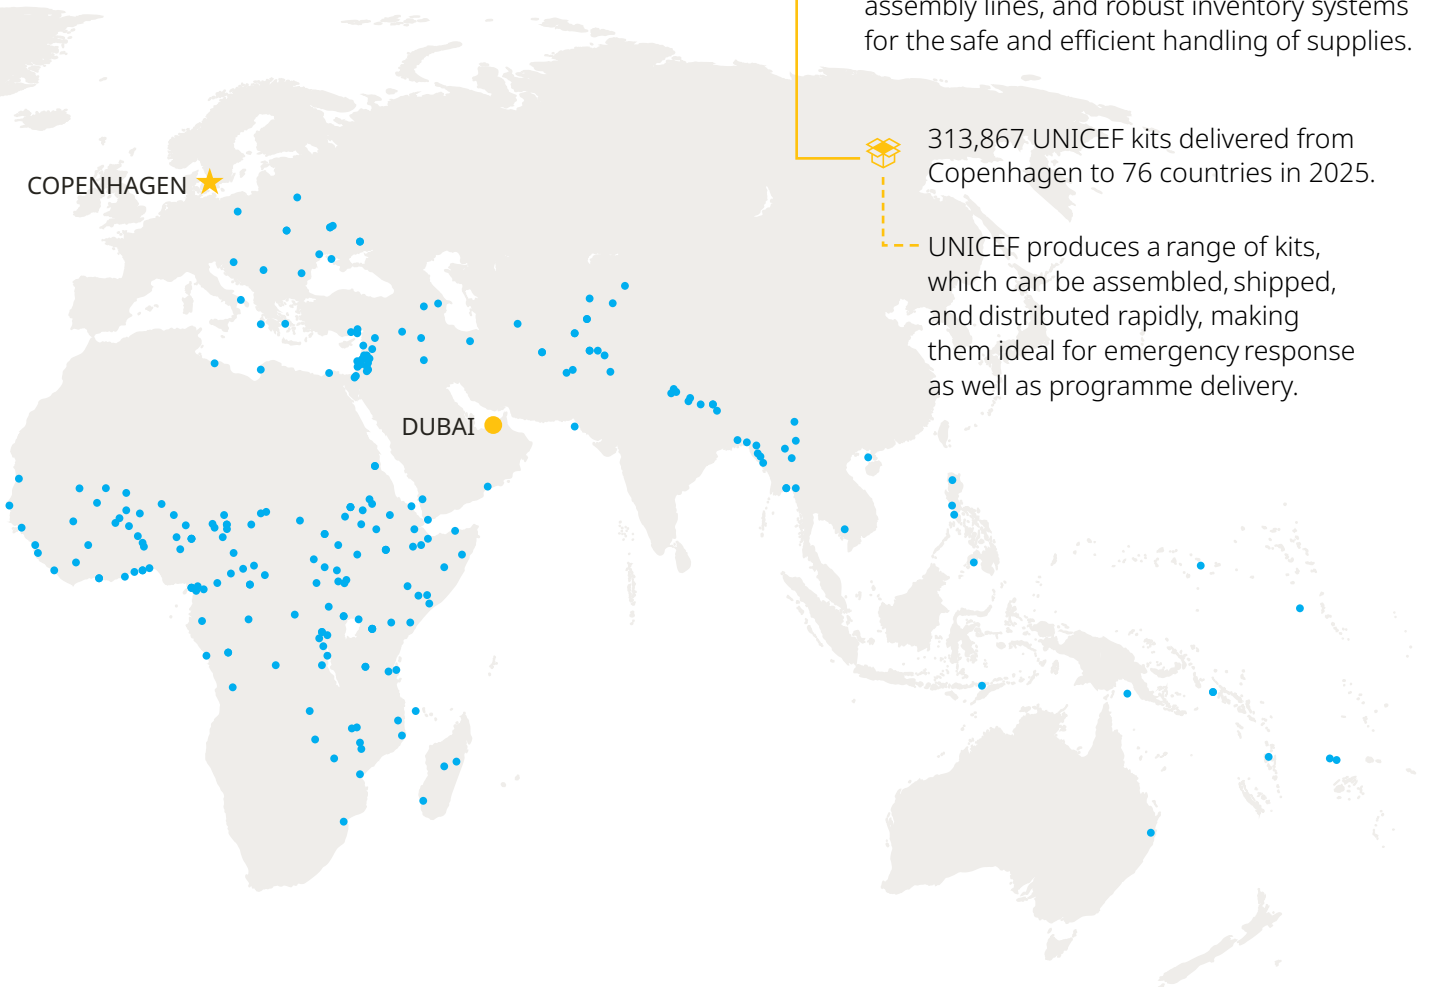 assembly lines, and robust inventory systems
for the safe and efficient handling of supplies.
313,867 UNICEF kits delivered from
Copenhagen to 76 countries in 2025.
COPENHAGEN
UNICEF produces a range of kits,
which can be assembled, shipped,
and distributed rapidly, making
them ideal for emergency response
as well as programme delivery.
DUBAI